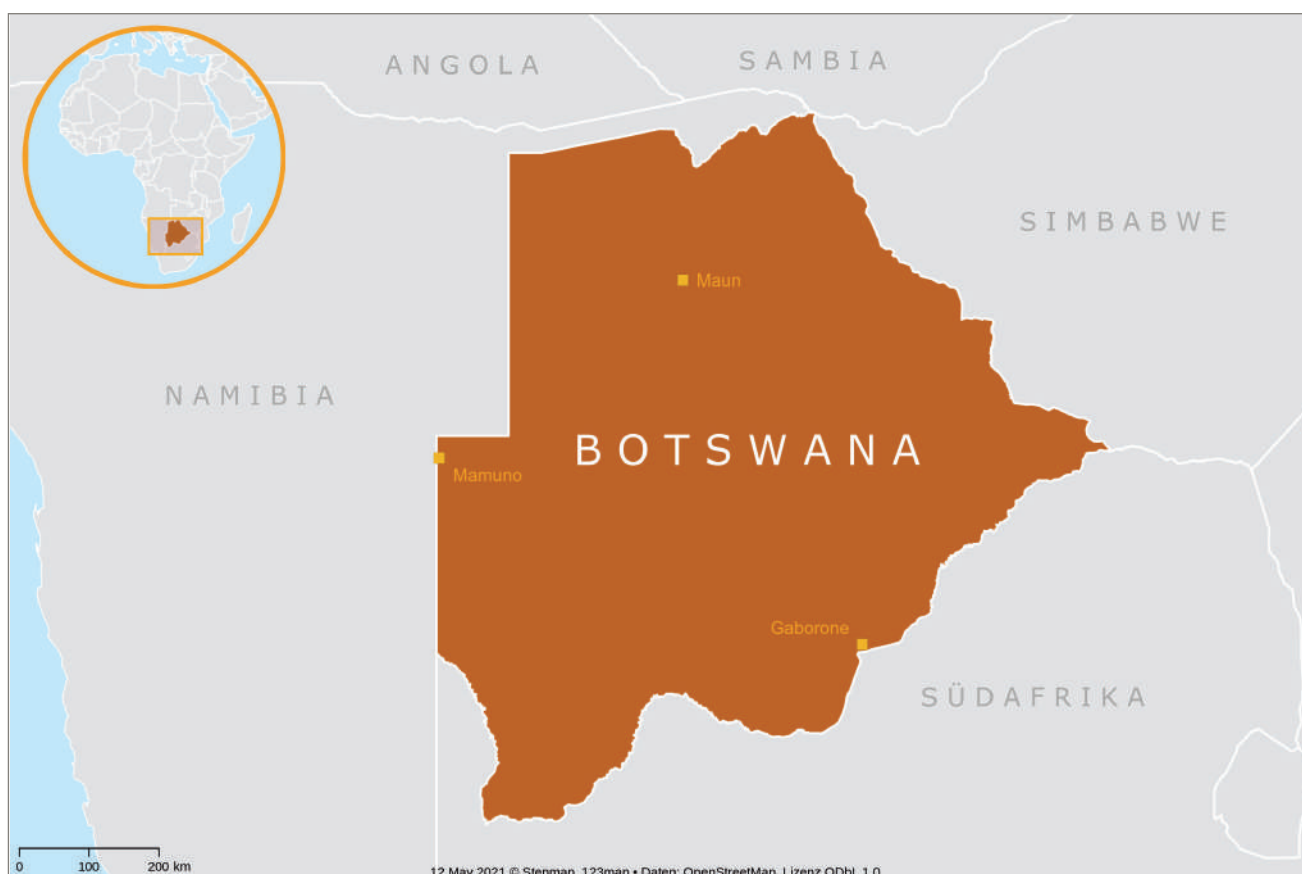 ANGOLA
SAMBIA
SIMBABWE
Maun
NAMIBIA
BOTSWANA
Mamuno
Gaborone
SÜDAFRIKA
0 100 200 km
12 May 2021 © Stepmap, 123map • Daten: OpenStreetMap, Lizenz ODbL 1.0